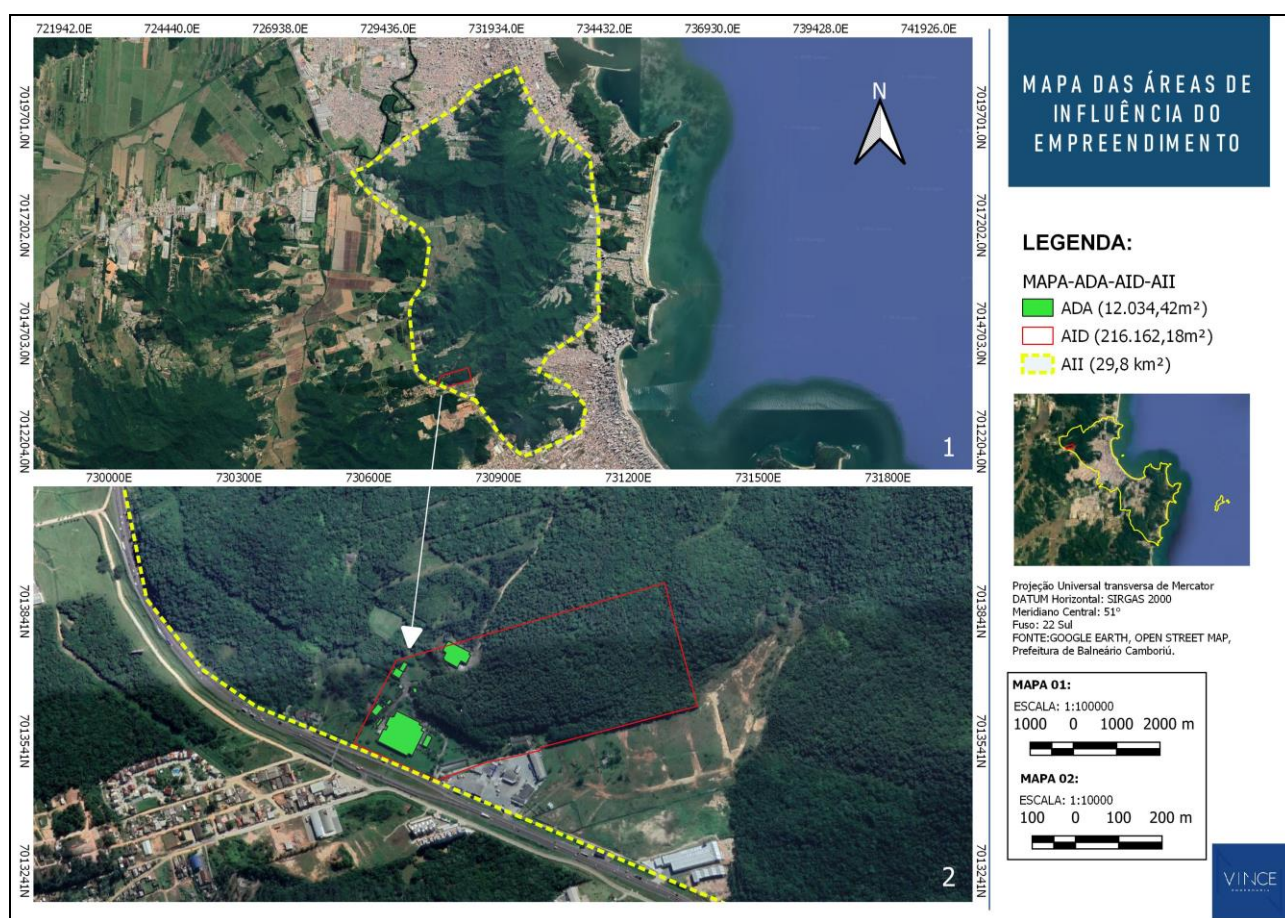 721942.0E 724440.0E 726938.0E 729436.0E 731934.0E 734432.0E 736930.0E 739428.0E 741926.0E
7019701.0N
7017202.0N
7014703.0N
7012204.0N
7019701.0N
7017202.0N
7014703.0N
7012204.0N
N
1
730000E 730300E 730600E 730900E 731200E 731500E 731800E
7013841N
7013541N
7013241N
7013841N
7013541N
7013241N
2
MAPA DAS ÁREAS DE
INFLUÊNCIA DO
EMPREENDIMENTO
LEGENDA:
MAPA-ADA-AID-AII
ADA (12.034,42m²)
AID (216.162,18m²)
AII (29,8 km²)
Projeção Universal transversa de Mercator
DATUM Horizontal: SIRGAS 2000
Meridiano Central: 51º
Fuso: 22 Sul
FONTE:GOOGLE EARTH, OPEN STREET MAP,
Prefeitura de Balneário Camboriú.
MAPA 01:
ESCALA: 1:100000
1000 0 1000 2000 m
MAPA 02:
ESCALA: 1:10000
100 0 100 200 m
VINCE